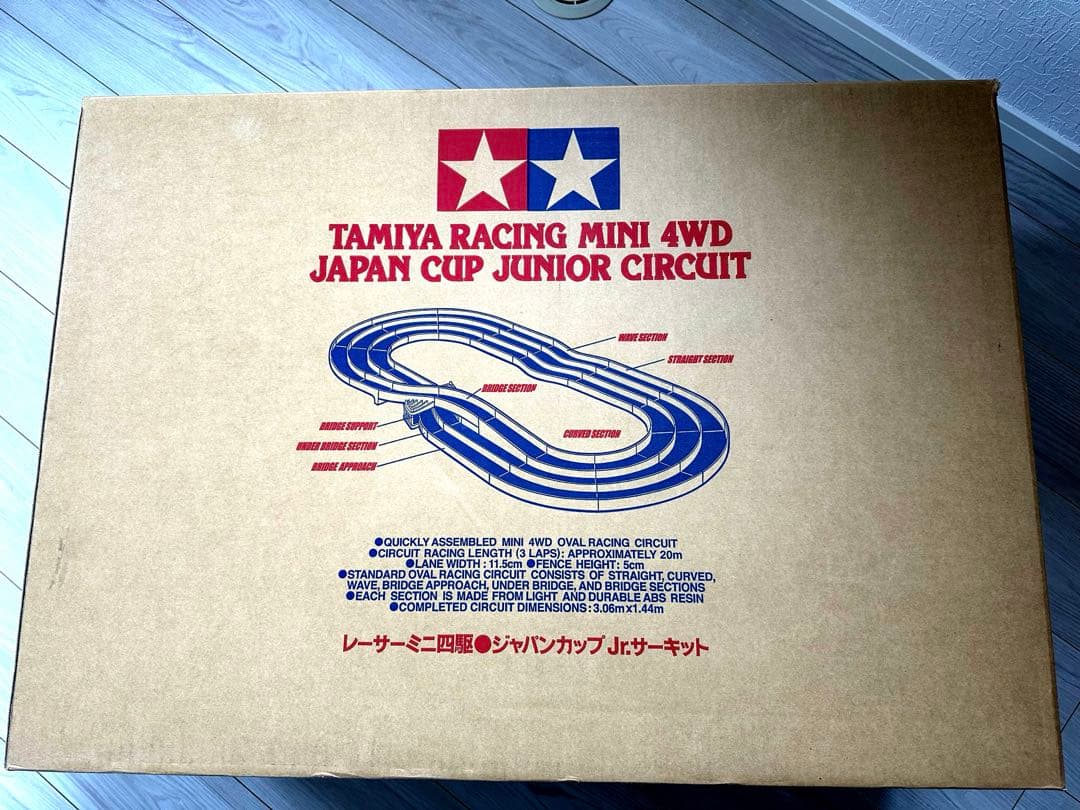 TAMIYA RACING MINI 4WD
JAPAN CUP JUNIOR CIRCUIT
WAVE SECTION
STRAIGHT SECTION
BRIDGE SECTION
BRIDGE SUPPORT
CURVED SECTION
UNDER BRIDGE SECTION
BRIDGE APPROACH
●QUICKLY ASSEMBLED MINI 4WD OVAL RACING CIRCUIT
●CIRCUIT RACING LENGTH (3 LAPS): APPROXIMATELY 20m
●LANE WIDTH : 11.5cm ●FENCE HEIGHT: 5cm
●STANDARD OVAL RACING CIRCUIT CONSISTS OF STRAIGHT, CURVED,
WAVE, BRIDGE APPROACH, UNDER BRIDGE, AND BRIDGE SECTIONS
●EACH SECTION IS MADE FROM LIGHT AND DURABLE ABS RESIN
●COMPLETED CIRCUIT DIMENSIONS: 3.06m x 1.44m
レーサーミニ四駆●ジャパンカップ Jr.サーキット